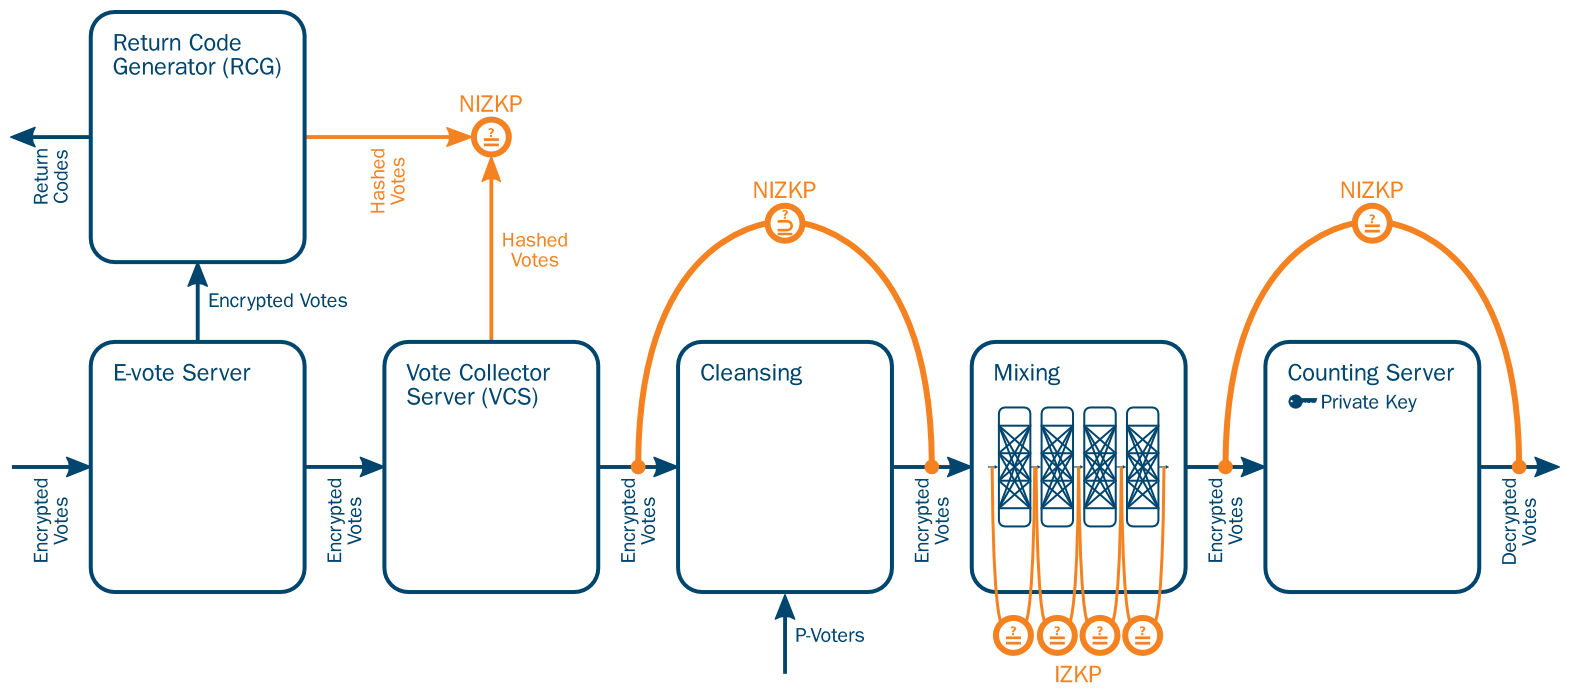 Return Code
Generator (RCG)
NIZKP
?
=
Return
Codes
Hashed
Votes
Hashed
Votes
NIZKP
?
⊇
NIZKP
?
=
Encrypted Votes
E-vote Server
Vote Collector
Server (VCS)
Cleansing
Mixing
Counting Server
Private Key
Encrypted
Votes
Encrypted
Votes
Encrypted
Votes
Encrypted
Votes
Encrypted
Votes
Decrypted
Votes
P-Voters
? ? ? ?
= = = =
IZKP